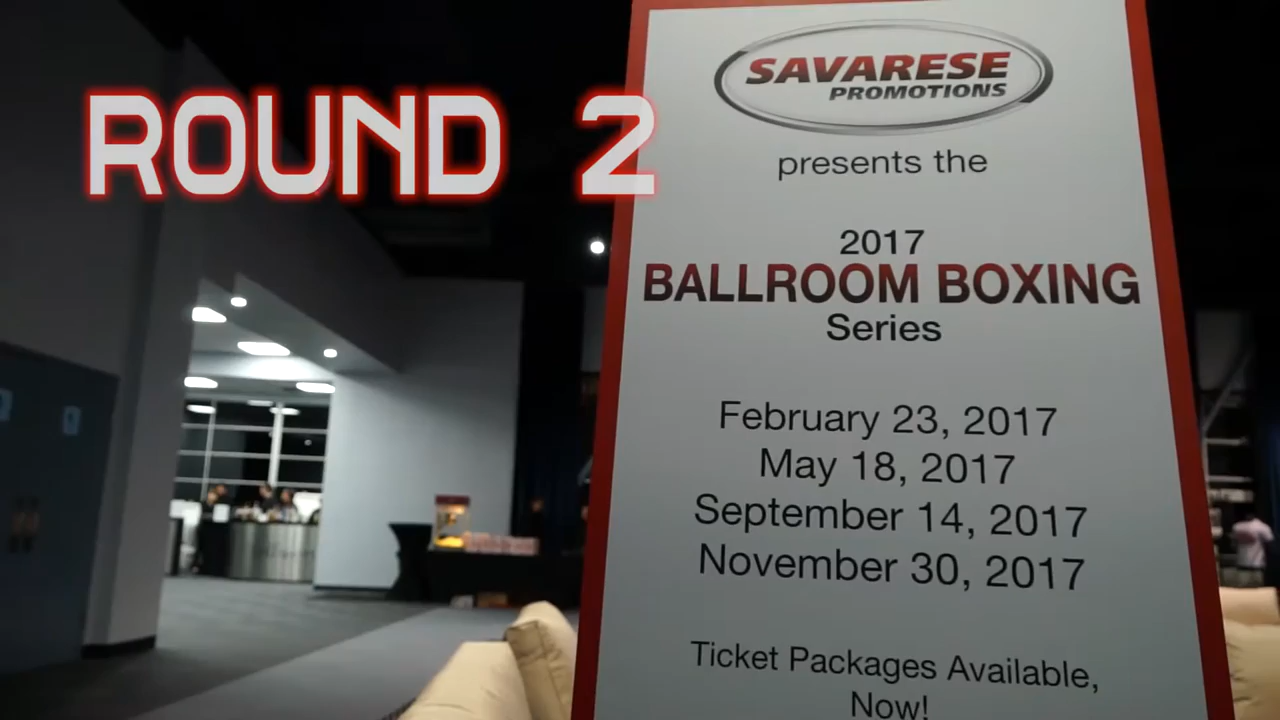 ROUND 2
SAVARESE
PROMOTIONS
presents the
2017
BALLROOM BOXING
Series
February 23, 2017
May 18, 2017
September 14, 2017
November 30, 2017
Ticket Packages Available,
Now!